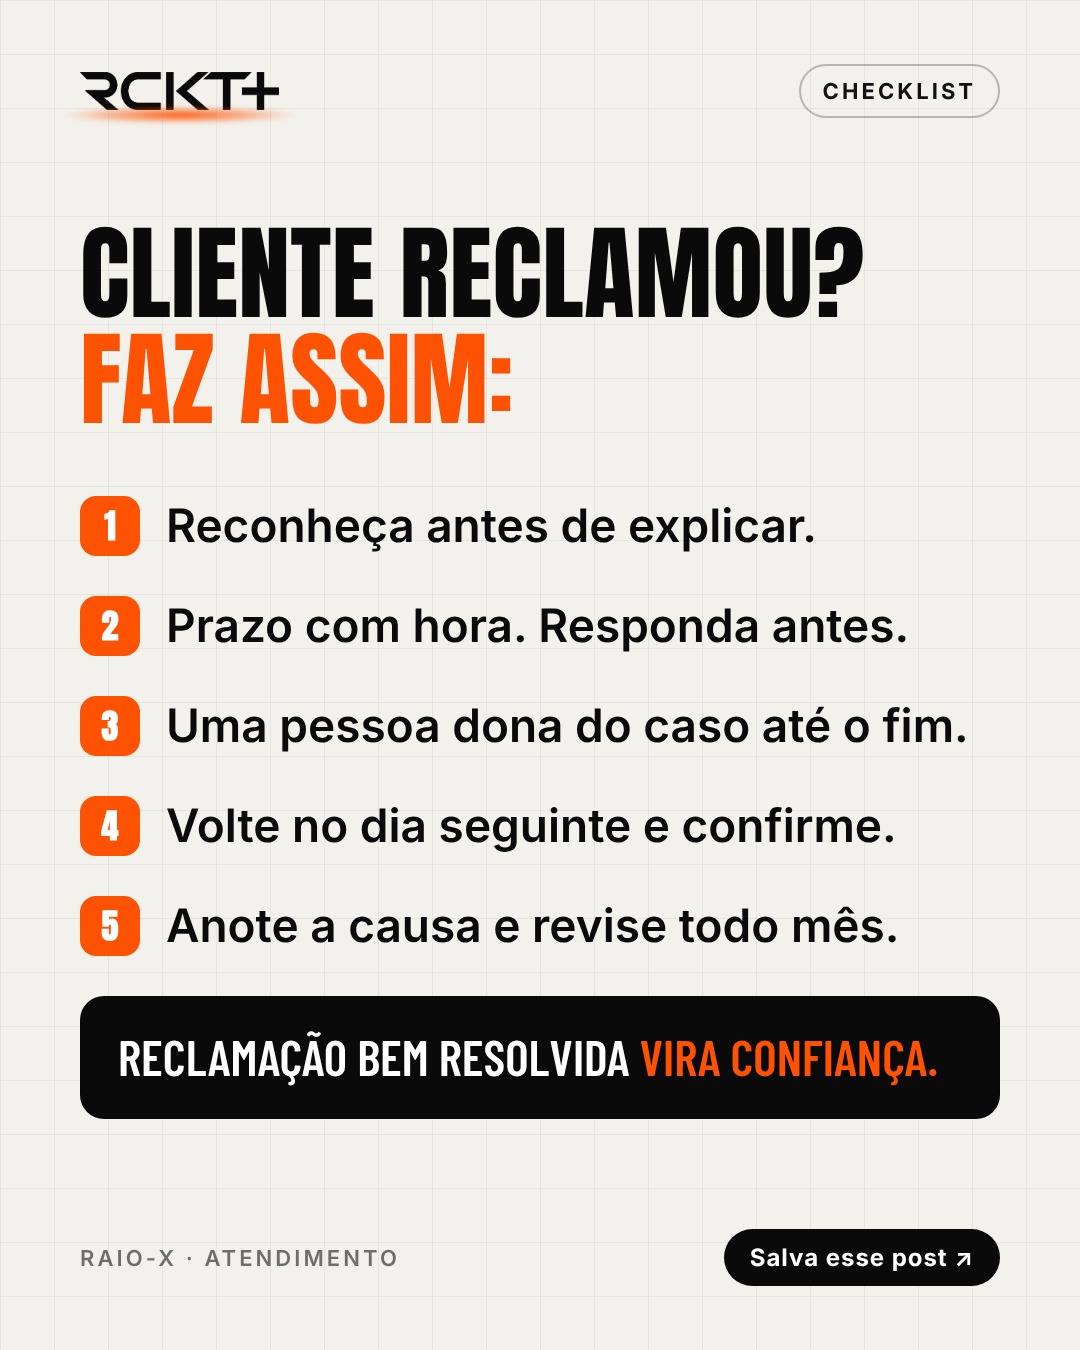 RCKT+
CHECKLIST
CLIENTE RECLAMOU?
FAZ ASSIM:
1 Reconheça antes de explicar.
2 Prazo com hora. Responda antes.
3 Uma pessoa dona do caso até o fim.
4 Volte no dia seguinte e confirme.
5 Anote a causa e revise todo mês.
RECLAMAÇÃO BEM RESOLVIDA VIRA CONFIANÇA.
RAIO-X · ATENDIMENTO
Salva esse post ↗